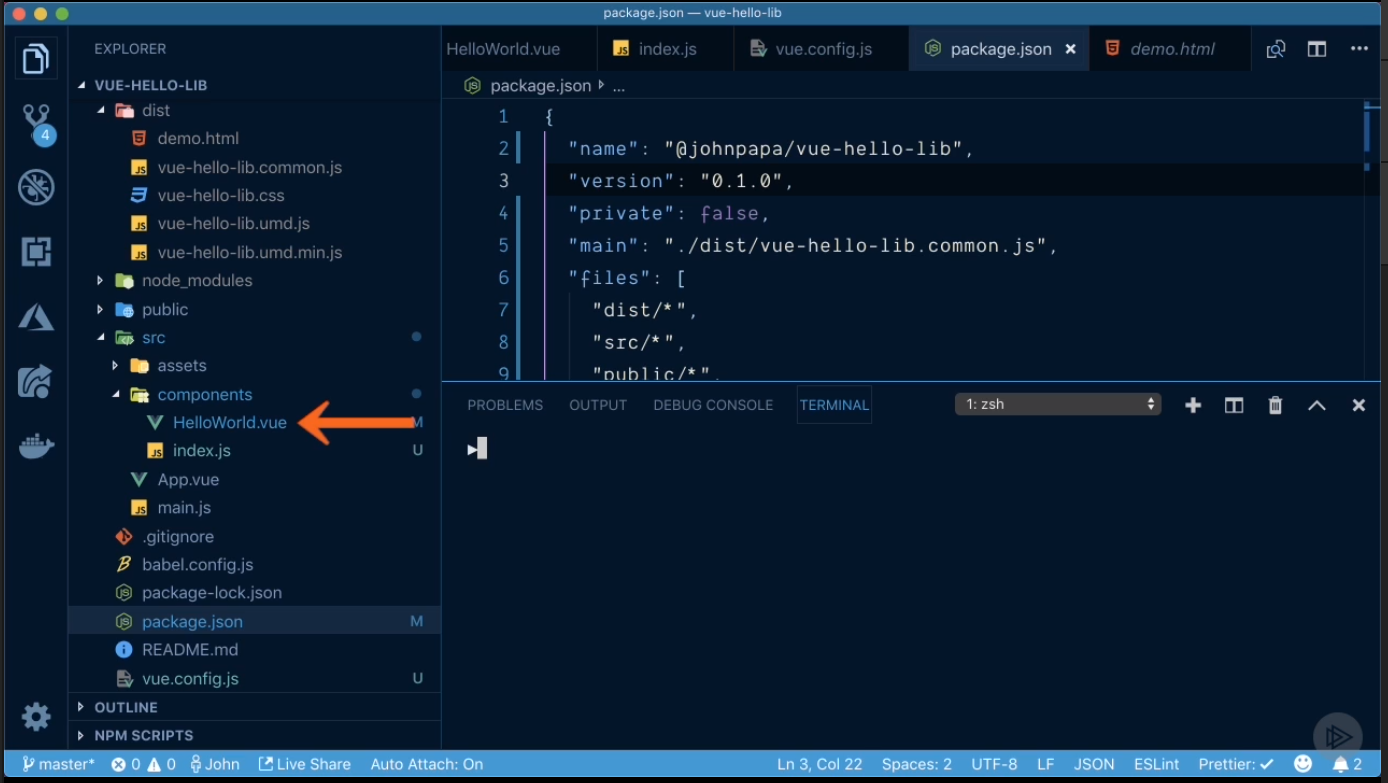 package.json — vue-hello-lib
EXPLORER
VUE-HELLO-LIB
dist
demo.html
vue-hello-lib.common.js
vue-hello-lib.css
vue-hello-lib.umd.js
vue-hello-lib.umd.min.js
node_modules
public
src
assets
components
HelloWorld.vue M
index.js U
App.vue
main.js
.gitignore
babel.config.js
package-lock.json
package.json M
README.md
vue.config.js U
OUTLINE
NPM SCRIPTS
4
HelloWorld.vue index.js vue.config.js package.json × demo.html ...
package.json ...
1 {
2 "name": "@johnpapa/vue-hello-lib",
3 "version": "0.1.0",
4 "private": false,
5 "main": "./dist/vue-hello-lib.common.js",
6 "files": [
7 "dist/*",
8 "src/*",
9 "public/*",
PROBLEMS OUTPUT DEBUG CONSOLE TERMINAL 1: zsh
master* 0 0 John Live Share Auto Attach: On Ln 3, Col 22 Spaces: 2 UTF-8 LF JSON ESLint Prettier: ✓ 2